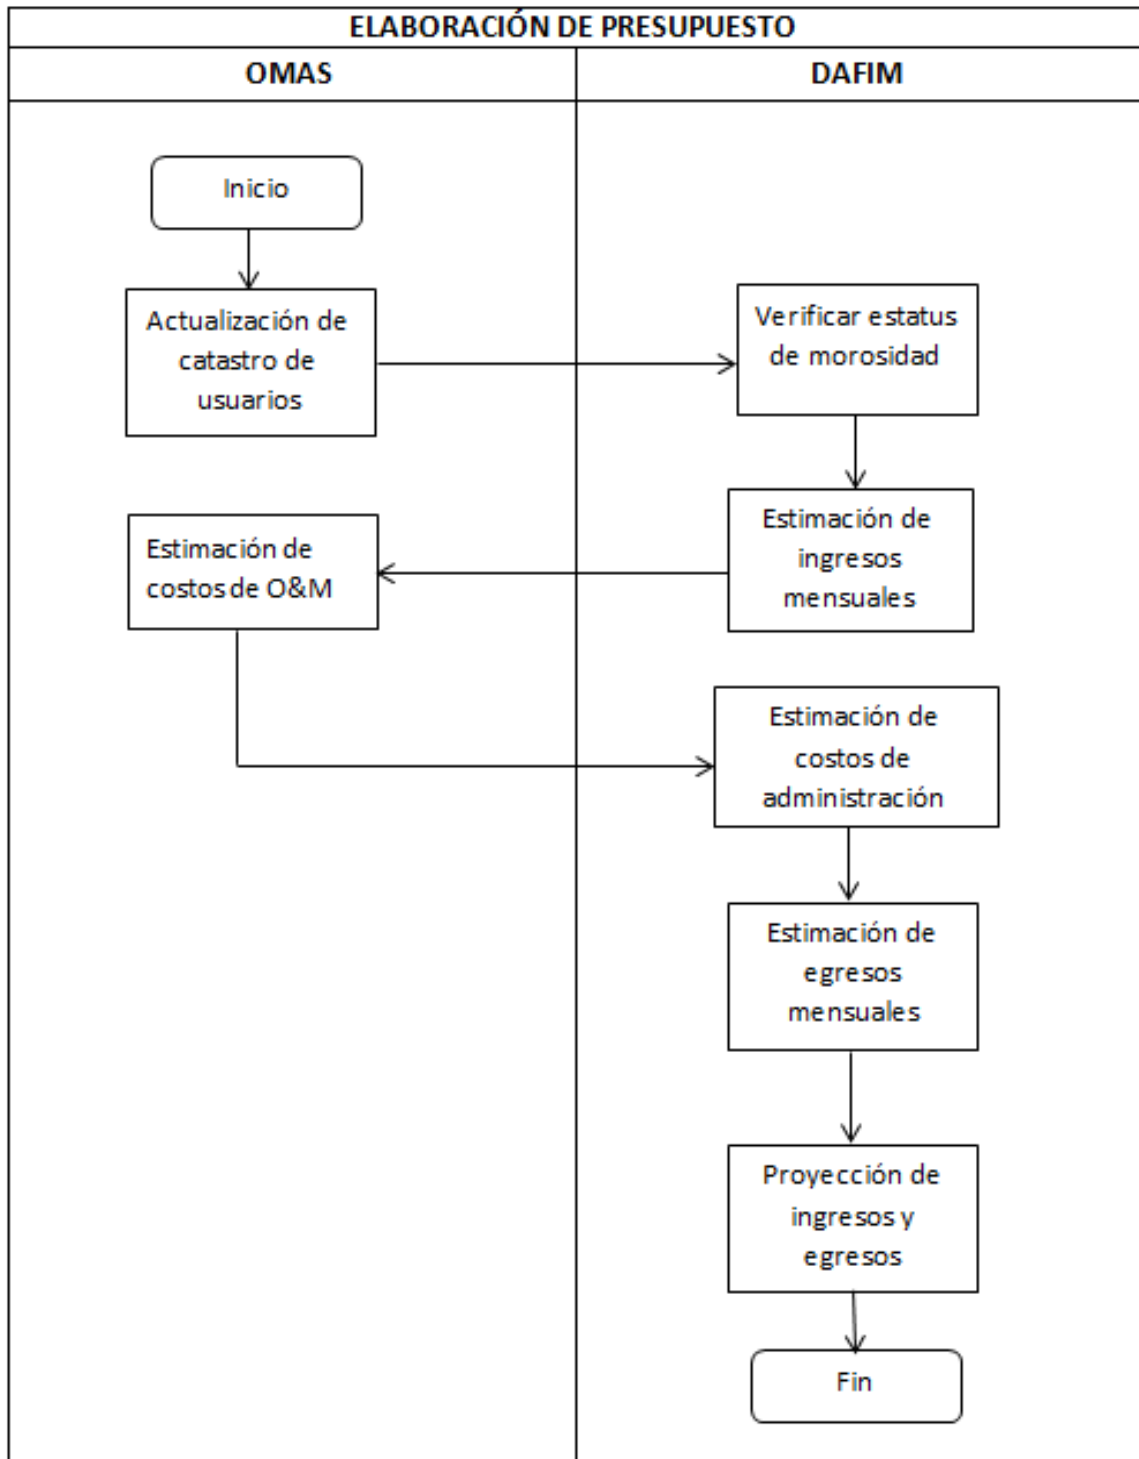 ELABORACIÓN DE PRESUPUESTO
OMAS
DAFIM
Inicio
Actualización de
catastro de
usuarios
Verificar estatus
de morosidad
Estimación de
ingresos
mensuales
Estimación de
costos de O&M
Estimación de
costos de
administración
Estimación de
egresos
mensuales
Proyección de
ingresos y
egresos
Fin